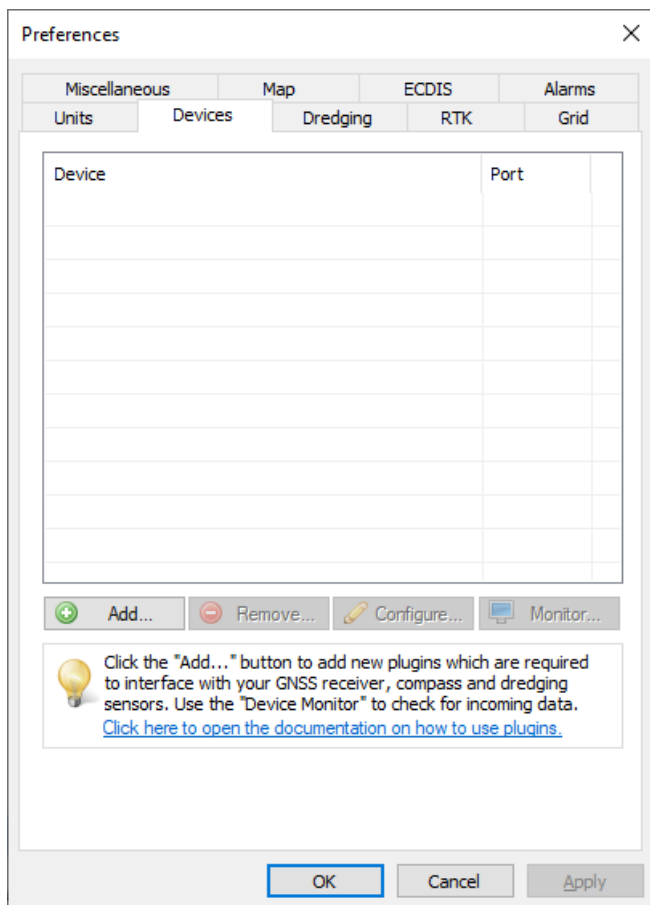 Preferences
Miscellaneous Map ECDIS Alarms
Units Devices Dredging RTK Grid
Device Port
Add... Remove... Configure... Monitor...
Click the "Add..." button to add new plugins which are required
to interface with your GNSS receiver, compass and dredging
sensors. Use the "Device Monitor" to check for incoming data.
Click here to open the documentation on how to use plugins.
OK Cancel Apply